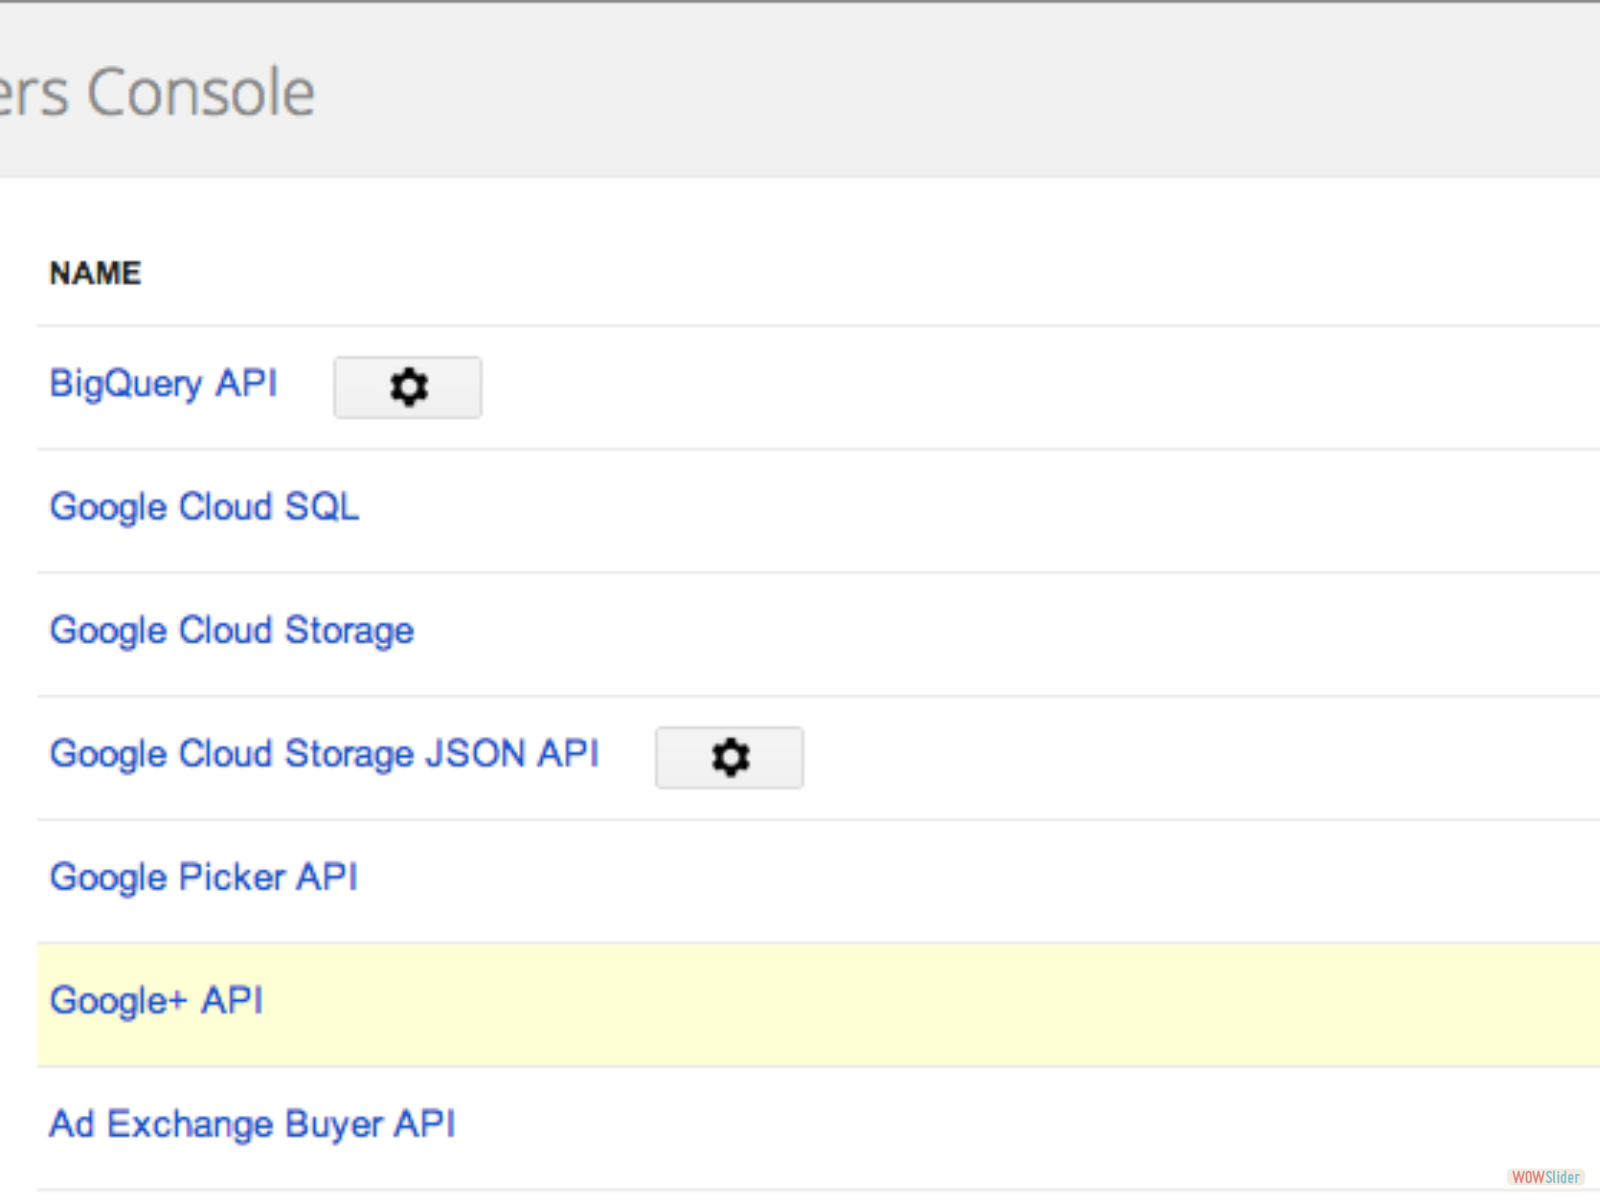 ers Console
NAME
BigQuery API
Google Cloud SQL
Google Cloud Storage
Google Cloud Storage JSON API
Google Picker API
Google+ API
Ad Exchange Buyer API
WOWSlider